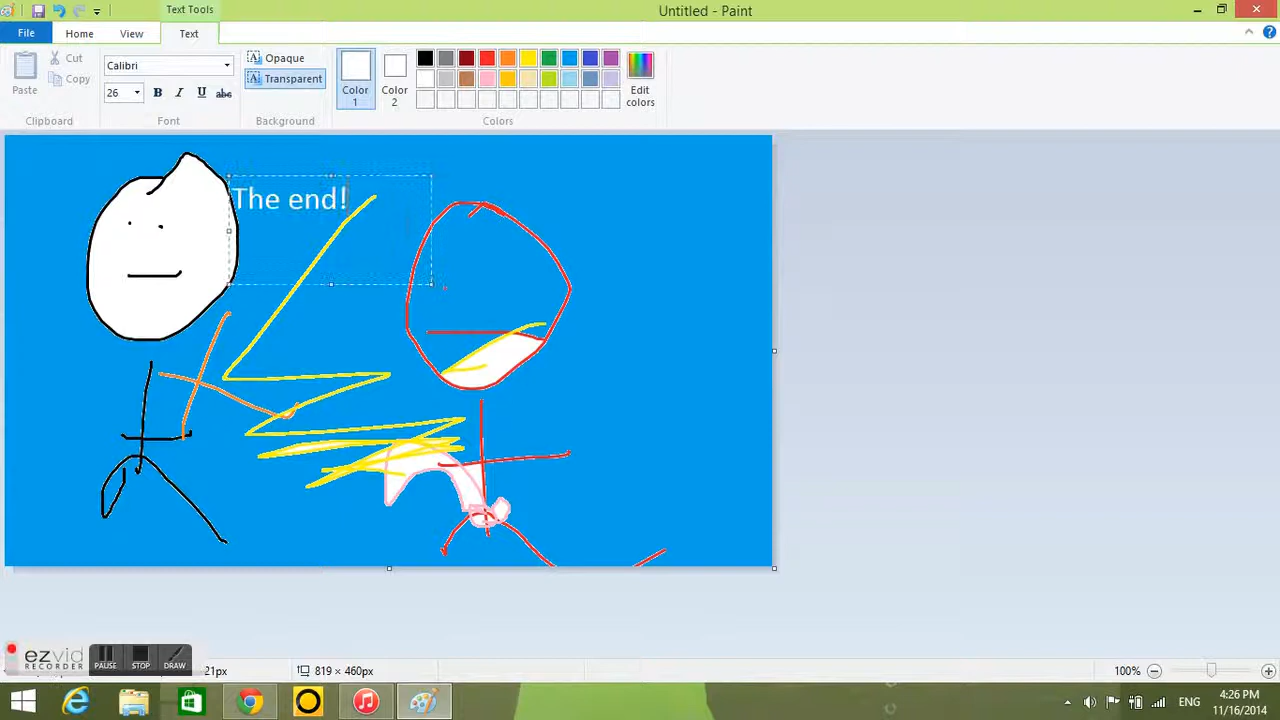 Text Tools
Untitled - Paint
File
Home
View
Text
Paste
Cut
Copy
Clipboard
Calibri
26
B I U abc
Font
Opaque
Transparent
Background
Color 1
Color 2
Edit colors
Colors
The end!
ezvid
RECORDER
PAUSE
STOP
DRAW
21px
819 × 460px
100%
ENG
4:26 PM
11/16/2014